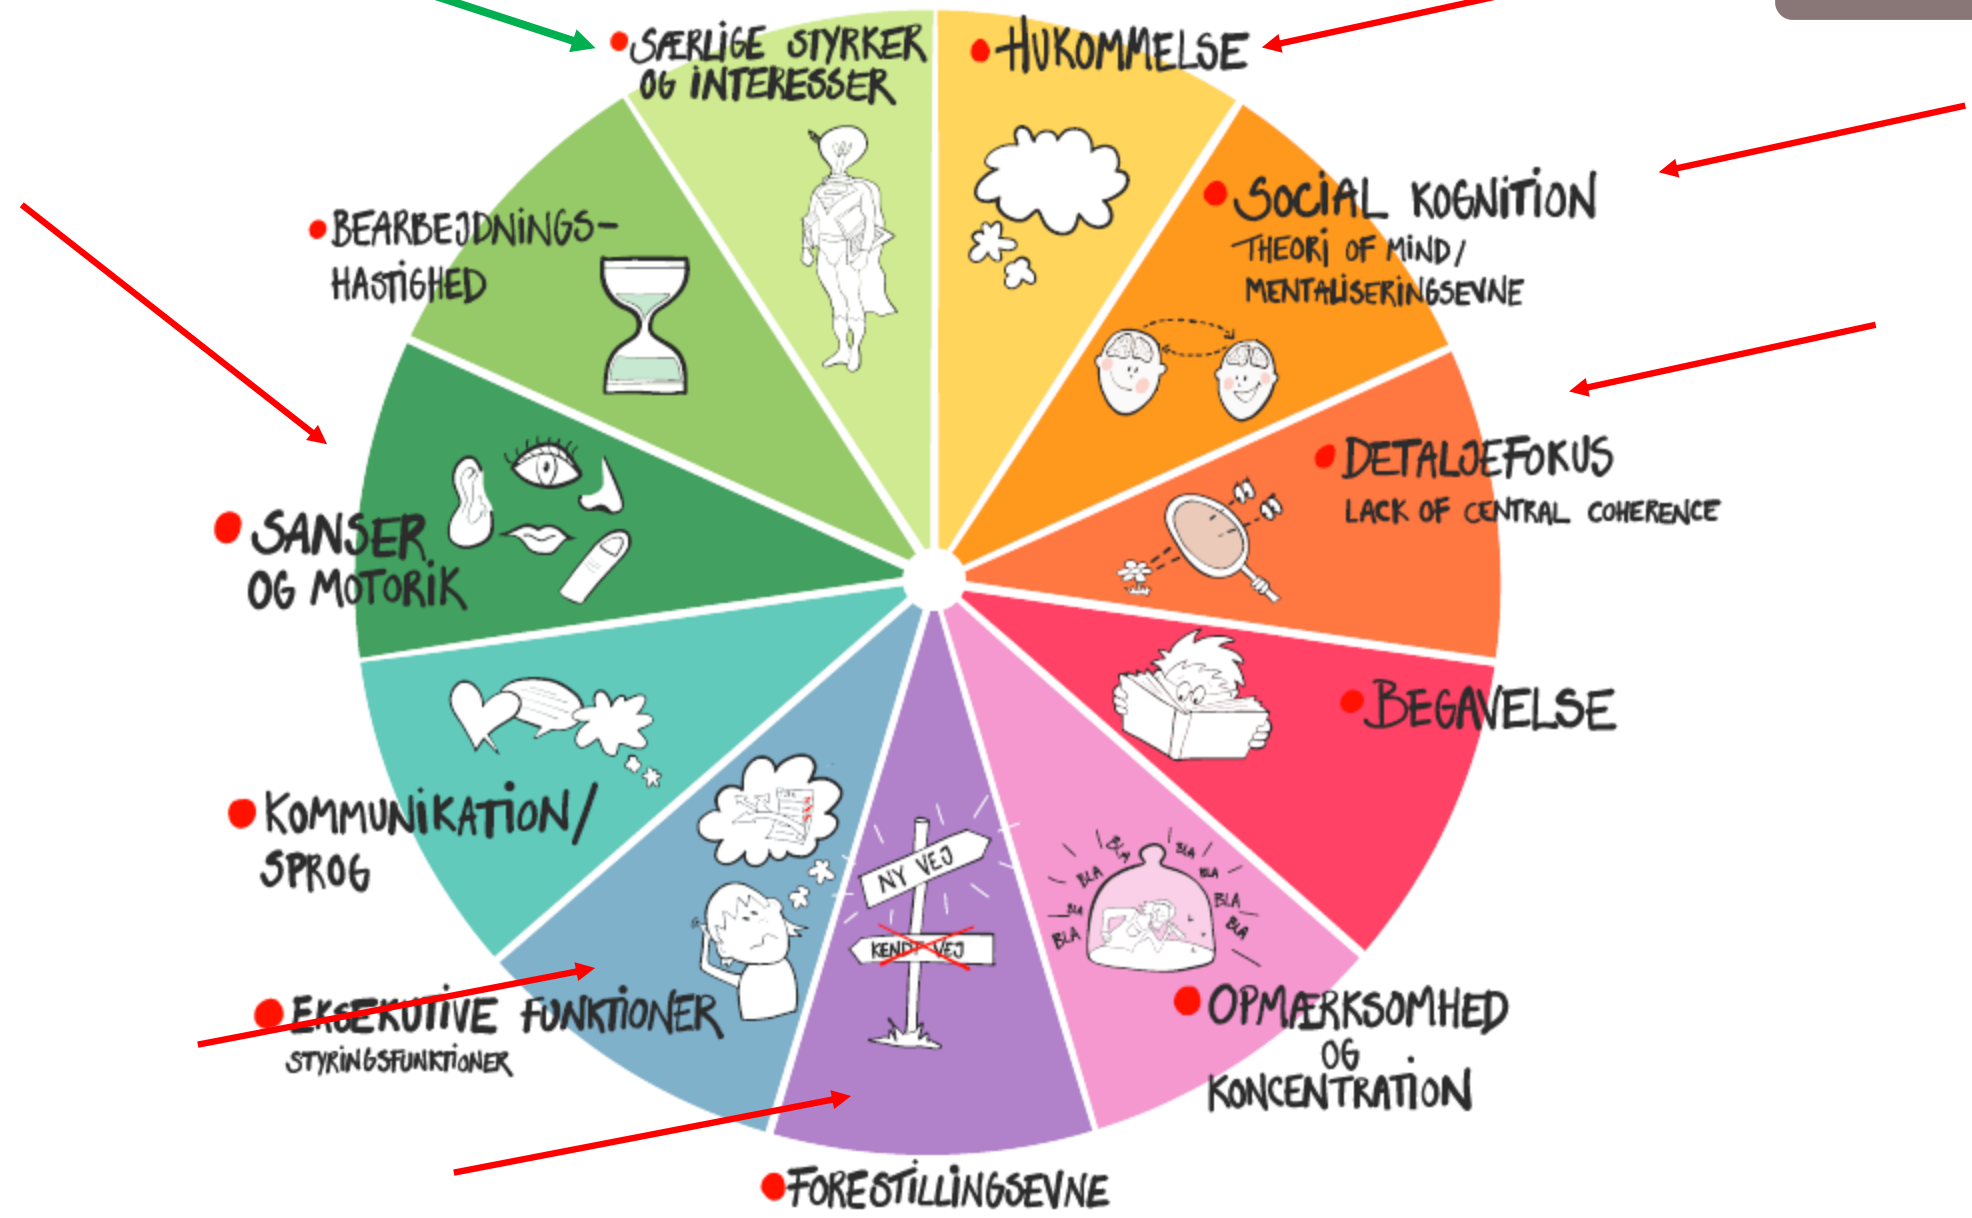 SÆRLIGE STYRKER
OG INTERESSER
HUKOMMELSE
SOCIAL KOGNITION
THEORI OF MIND/
MENTALISERINGSEVNE
DETALJEFOKUS
LACK OF CENTRAL COHERENCE
BEGAVELSE
BLA
BLA
BLA
BLA
BLA
BLA
BLA
BLA
OPMÆRKSOMHED
OG
KONCENTRATION
NY VEJ
KENDT VEJ
FORESTILLINGSEVNE
EKSEKUTIVE FUNKTIONER
STYRINGSFUNKTIONER
KOMMUNIKATION/
SPROG
SANSER
OG MOTORIK
BEARBEJDNINGS-
HASTIGHED